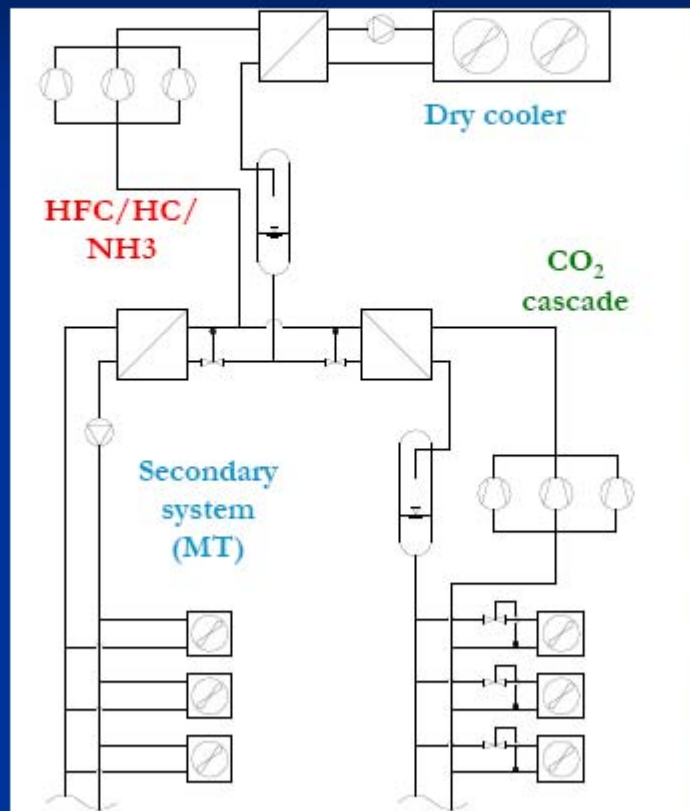 Dry cooler
HFC/HC/
NH3
CO₂
cascade
Secondary
system
(MT)